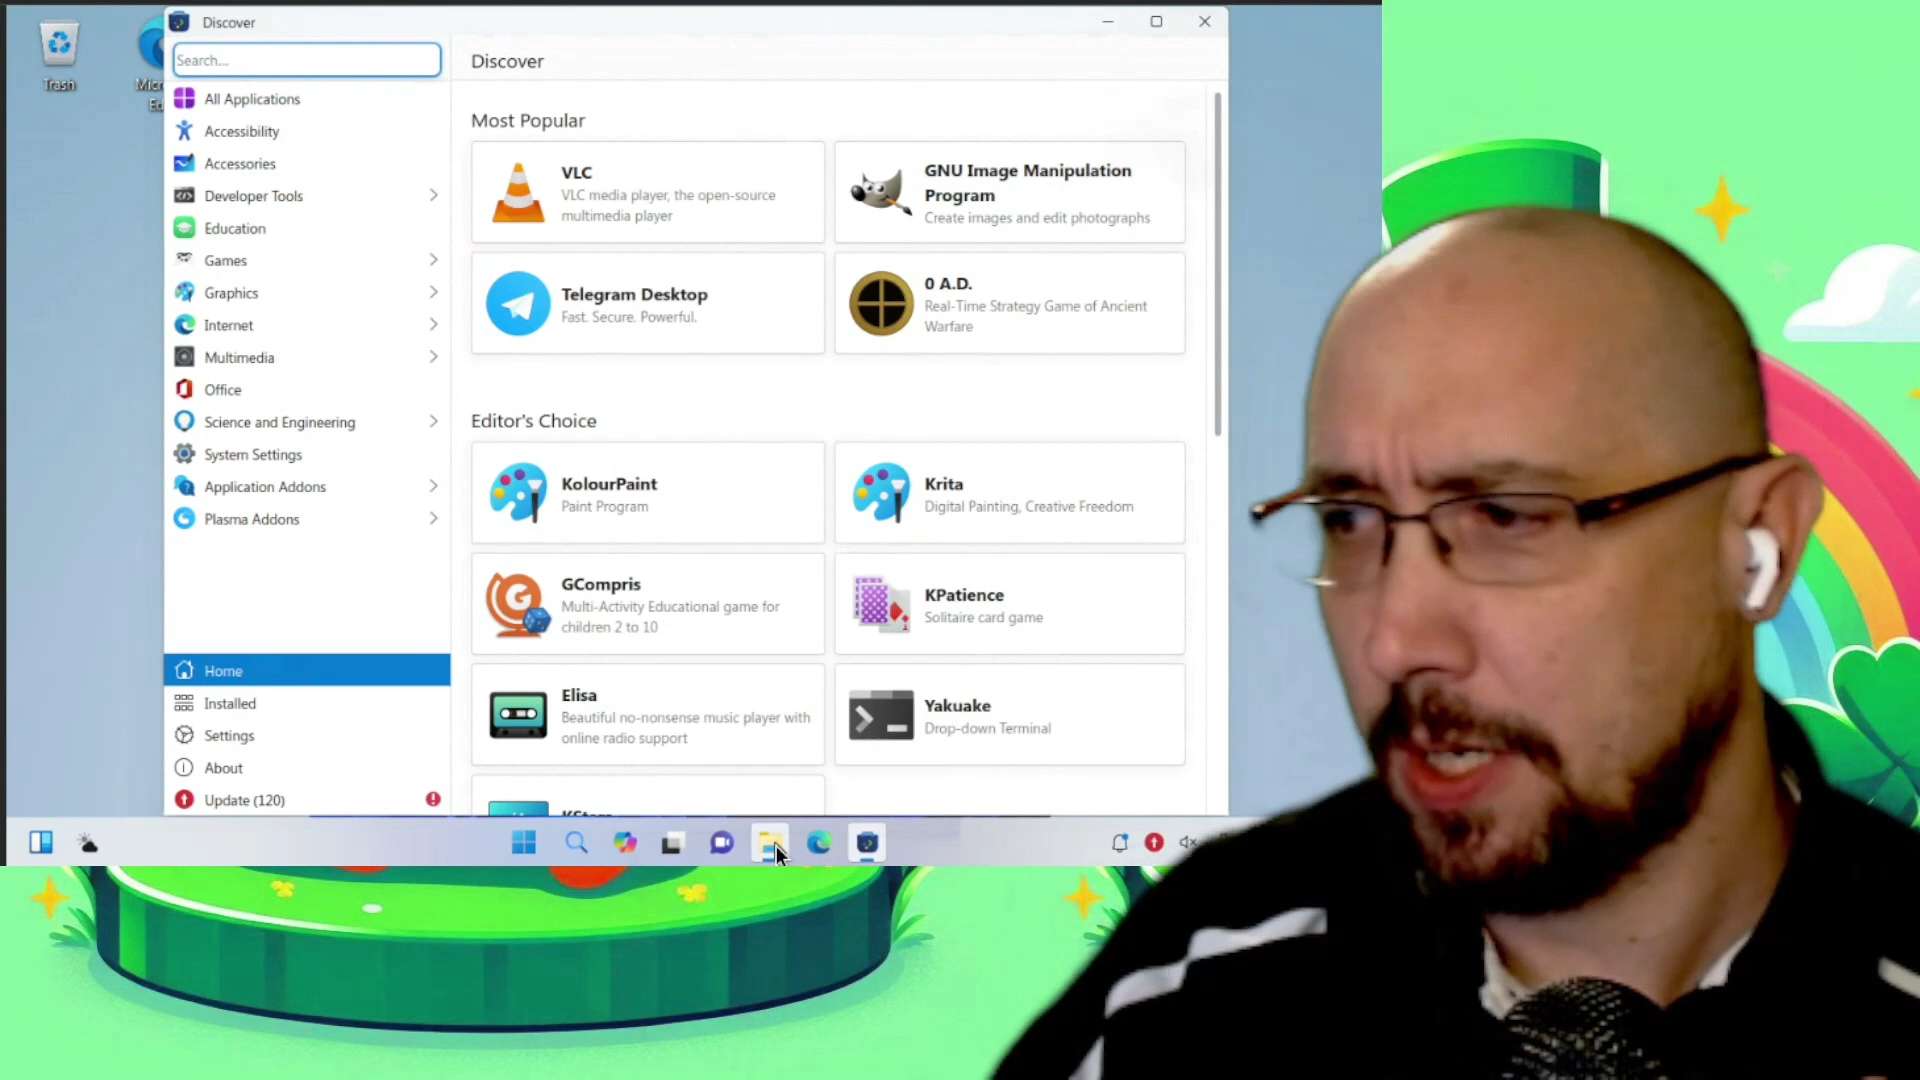 Trash
Discover
Search...
All Applications
Accessibility
Accessories
Developer Tools
Education
Games
Graphics
Internet
Multimedia
Office
Science and Engineering
System Settings
Application Addons
Plasma Addons
Home
Installed
Settings
About
Update (120)
Discover
Most Popular
VLC
VLC media player, the open-source
multimedia player
GNU Image Manipulation
Program
Create images and edit photographs
Telegram Desktop
Fast. Secure. Powerful.
0 A.D.
Real-Time Strategy Game of Ancient
Warfare
Editor's Choice
KolourPaint
Paint Program
Krita
Digital Painting, Creative Freedom
GCompris
Multi-Activity Educational game for
children 2 to 10
KPatience
Solitaire card game
Elisa
Beautiful no-nonsense music player with
online radio support
Yakuake
Drop-down Terminal